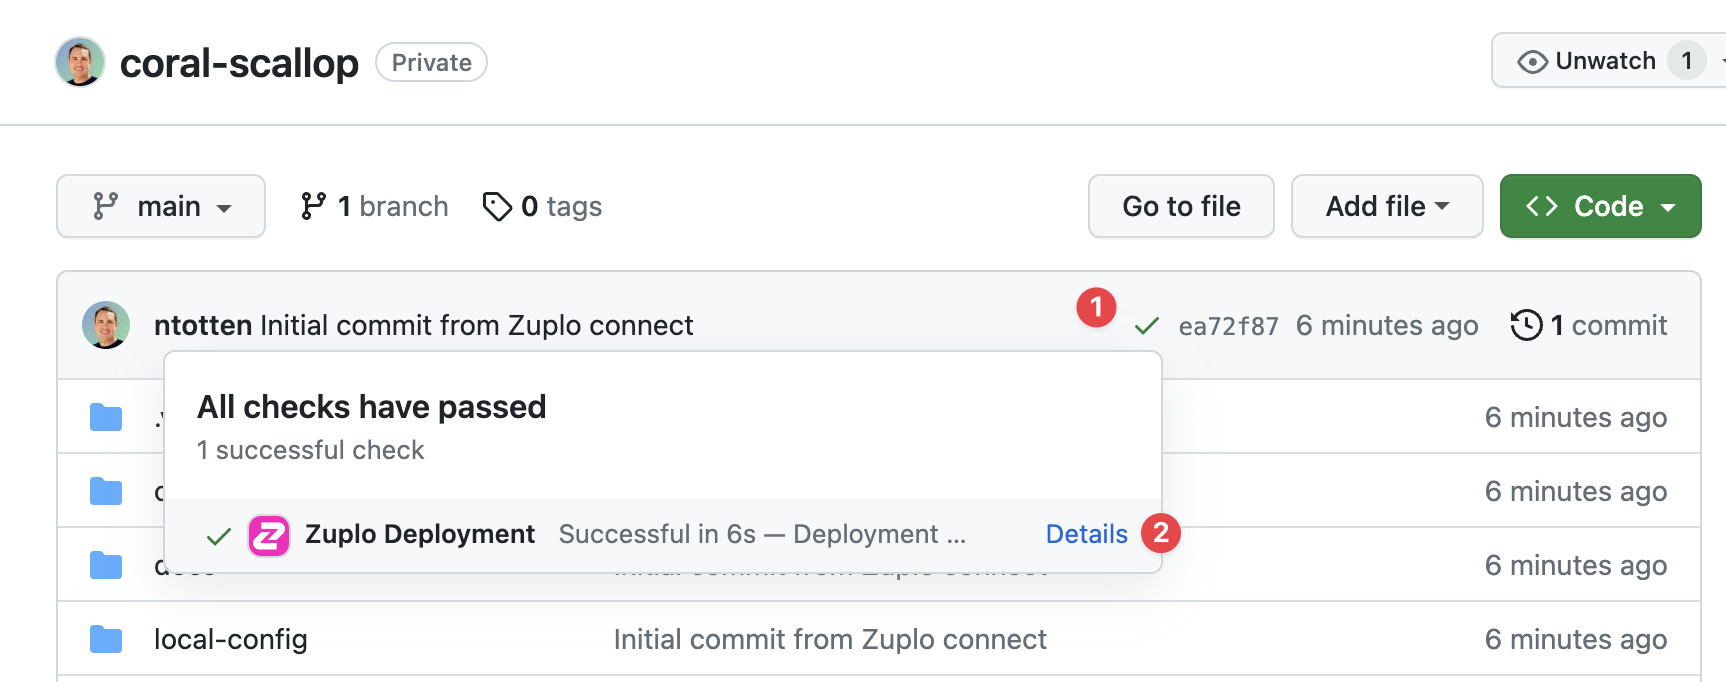 coral-scallop Private Unwatch 1
main 1 branch 0 tags Go to file Add file Code
ntotten Initial commit from Zuplo connect 1 ea72f87 6 minutes ago 1 commit
All checks have passed
6 minutes ago
1 successful check
6 minutes ago
Zuplo Deployment Successful in 6s — Deployment ... Details 2
6 minutes ago
local-config Initial commit from Zuplo connect 6 minutes ago